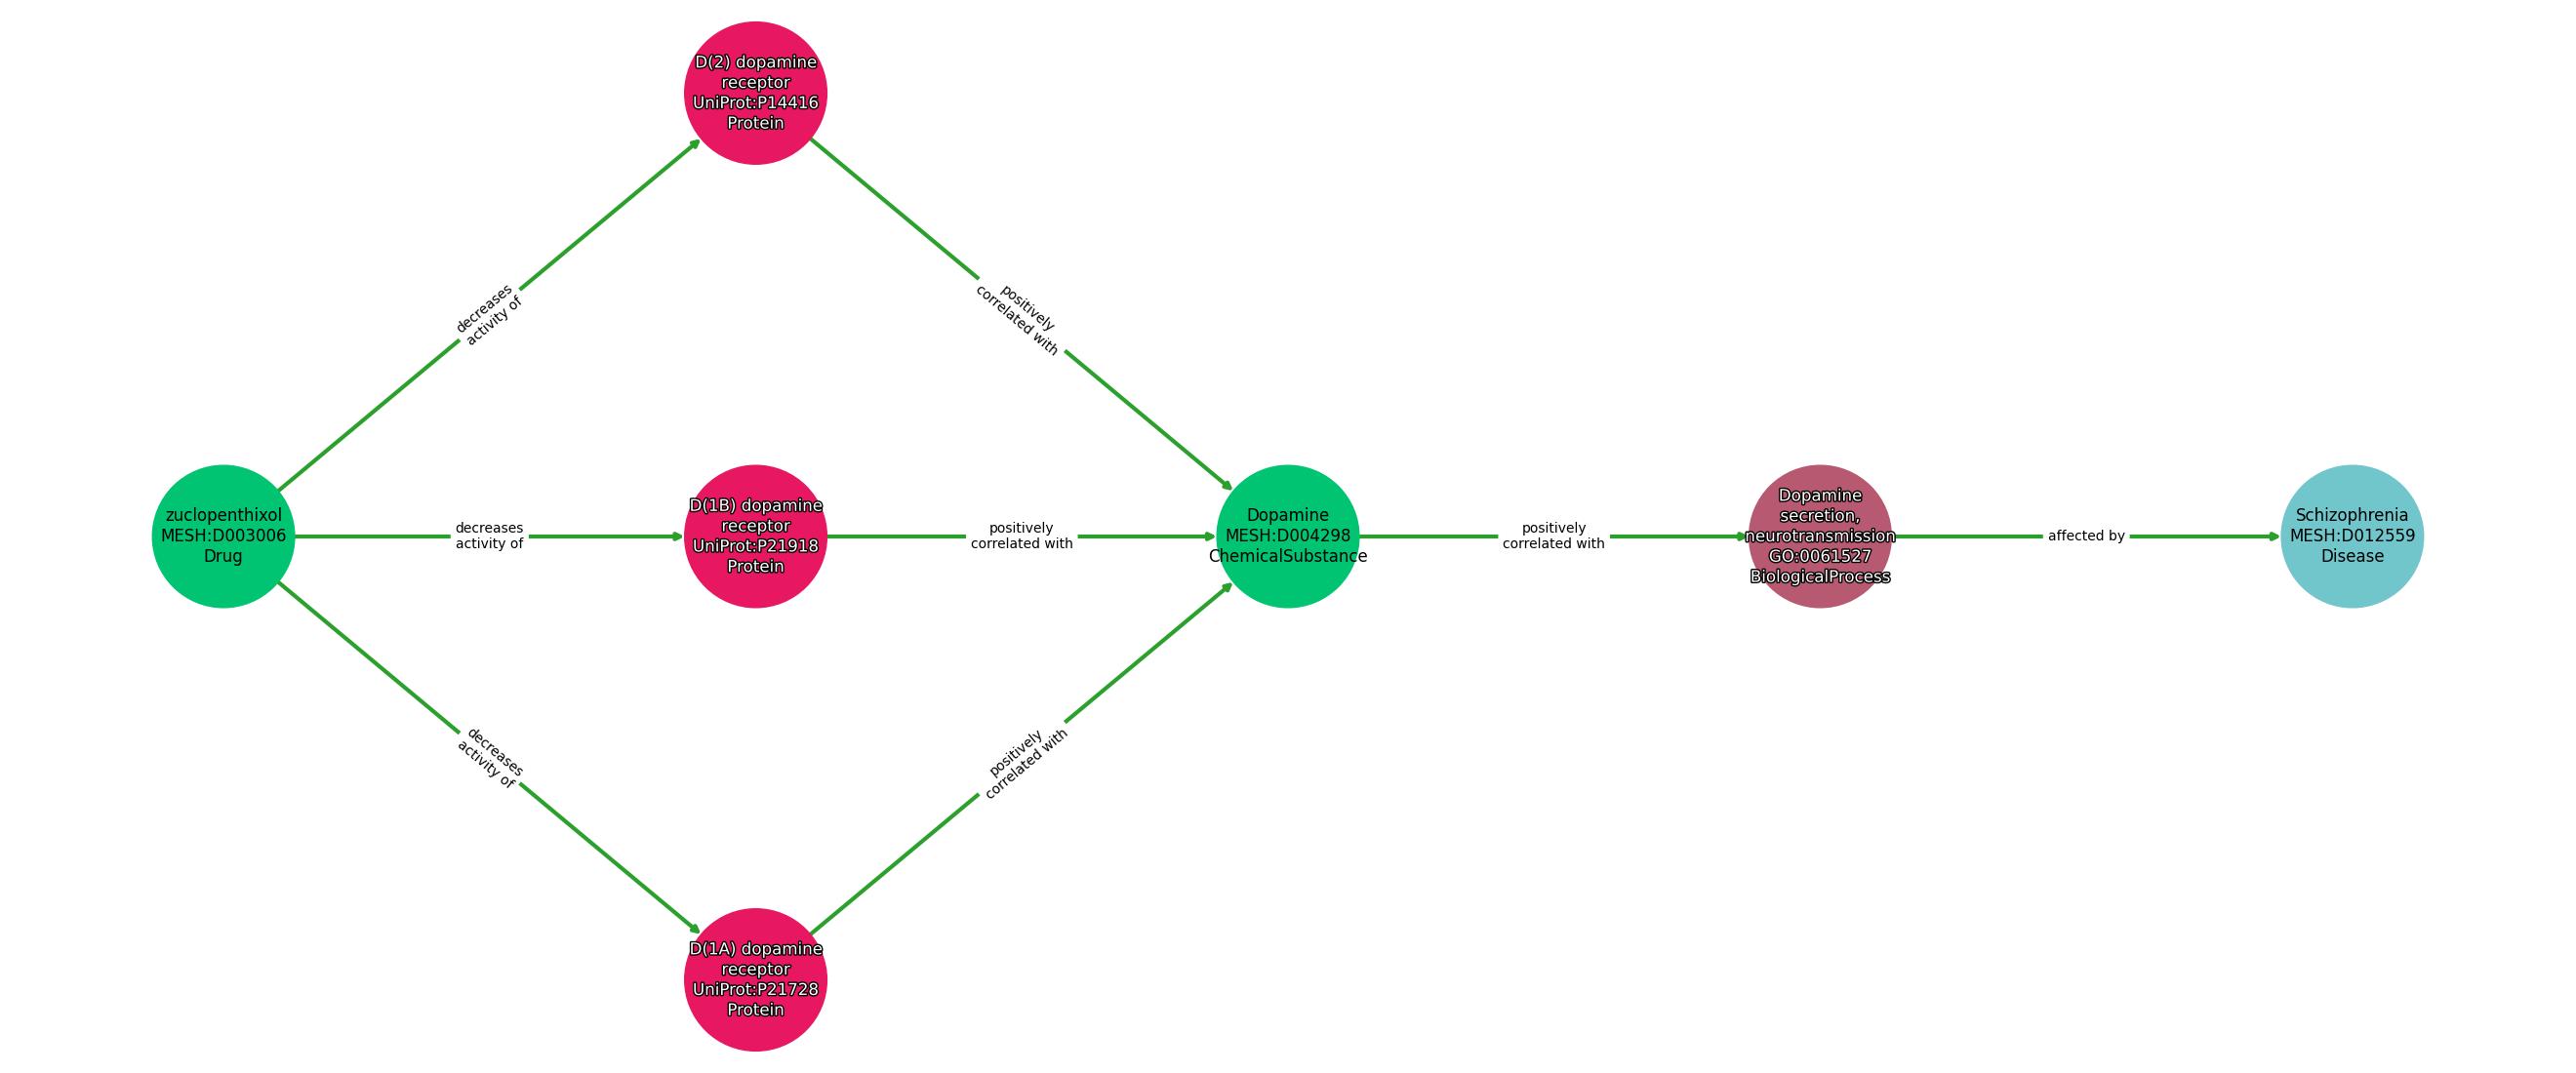 D(2) dopamine
receptor
UniProt:P14416
Protein
decreases
activity of
positively
correlated with
zuclopenthixol
MESH:D003006
Drug
decreases
activity of
D(1B) dopamine
receptor
UniProt:P21918
Protein
positively
correlated with
Dopamine
MESH:D004298
ChemicalSubstance
positively
correlated with
Dopamine
secretion,
neurotransmission
GO:0061527
BiologicalProcess
affected by
Schizophrenia
MESH:D012559
Disease
decreases
activity of
positively
correlated with
D(1A) dopamine
receptor
UniProt:P21728
Protein